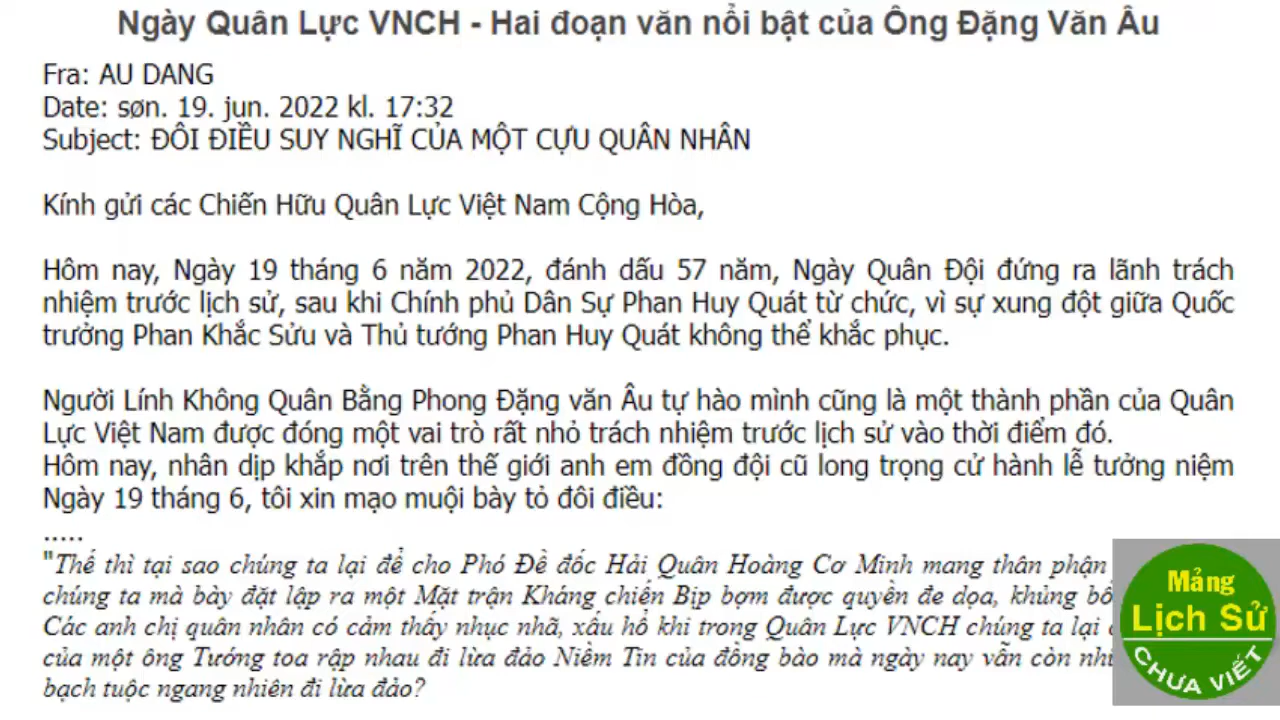 Ngày Quân Lực VNCH - Hai đoạn văn nổi bật của Ông Đặng Văn Âu
Fra: AU DANG
Date: søn. 19. jun. 2022 kl. 17:32
Subject: ĐÔI ĐIỀU SUY NGHĨ CỦA MỘT CỰU QUÂN NHÂN
Kính gửi các Chiến Hữu Quân Lực Việt Nam Cộng Hòa,
Hôm nay, Ngày 19 tháng 6 năm 2022, đánh dấu 57 năm, Ngày Quân Đội đứng ra lãnh trách
nhiệm trước lịch sử, sau khi Chính phủ Dân Sự Phan Huy Quát từ chức, vì sự xung đột giữa Quốc
trưởng Phan Khắc Sửu và Thủ tướng Phan Huy Quát không thể khắc phục.
Người Lính Không Quân Bằng Phong Đặng văn Âu tự hào mình cũng là một thành phần của Quân
Lực Việt Nam được đóng một vai trò rất nhỏ trách nhiệm trước lịch sử vào thời điểm đó.
Hôm nay, nhân dịp khắp nơi trên thế giới anh em đồng đội cũ long trọng cử hành lễ tưởng niệm
Ngày 19 tháng 6, tôi xin mạo muội bày tỏ đôi điều:
.....
"Thế thì tại sao chúng ta lại để cho Phó Đề đốc Hải Quân Hoàng Cơ Minh mang thân phận
chúng ta mà bày đặt lập ra một Mặt trận Kháng chiến Bịp bợm được quyền đe dọa, khủng bố
Các anh chị quân nhân có cảm thấy nhục nhã, xấu hổ khi trong Quân Lực VNCH chúng ta lại
của một ông Tướng toa rập nhau đi lừa đảo Niềm Tin của đồng bào mà ngày nay vẫn còn
bạch tuộc ngang nhiên đi lừa đảo?
Mảng
Lịch Sử
CHƯA VIẾT